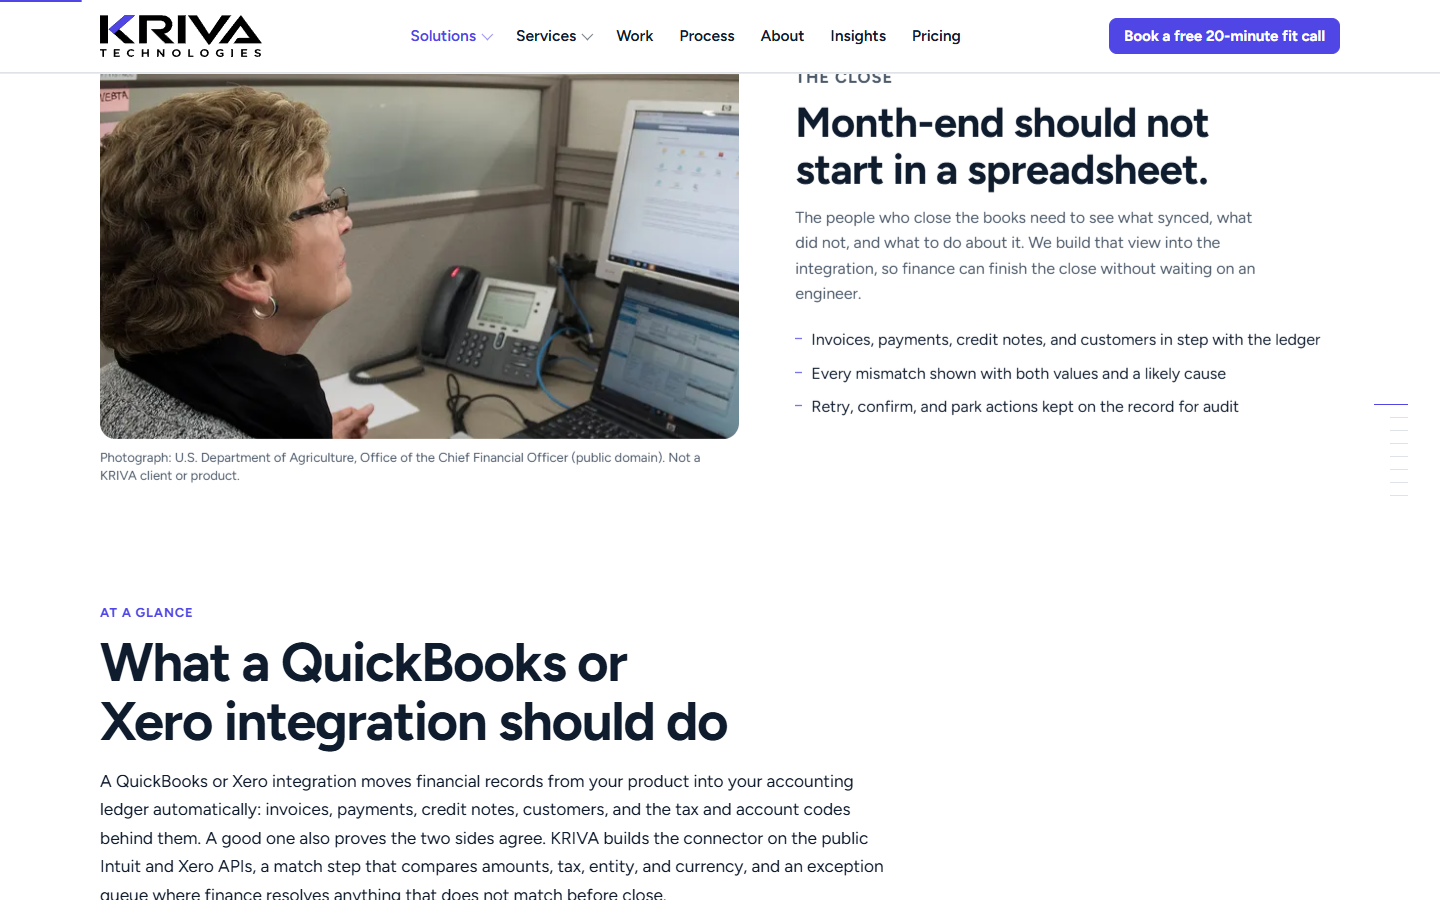 KRIVA
TECHNOLOGIES
Solutions
Services
Work
Process
About
Insights
Pricing
Book a free 20-minute fit call
THE CLOSE
Month-end should not
start in a spreadsheet.
The people who close the books need to see what synced, what
did not, and what to do about it. We build that view into the
integration, so finance can finish the close without waiting on an
engineer.
– Invoices, payments, credit notes, and customers in step with the ledger
– Every mismatch shown with both values and a likely cause
– Retry, confirm, and park actions kept on the record for audit
Photograph: U.S. Department of Agriculture, Office of the Chief Financial Officer (public domain). Not a
KRIVA client or product.
AT A GLANCE
What a QuickBooks or
Xero integration should do
A QuickBooks or Xero integration moves financial records from your product into your accounting
ledger automatically: invoices, payments, credit notes, customers, and the tax and account codes
behind them. A good one also proves the two sides agree. KRIVA builds the connector on the public
Intuit and Xero APIs, a match step that compares amounts, tax, entity, and currency, and an exception
queue where finance resolves anything that does not match before close.